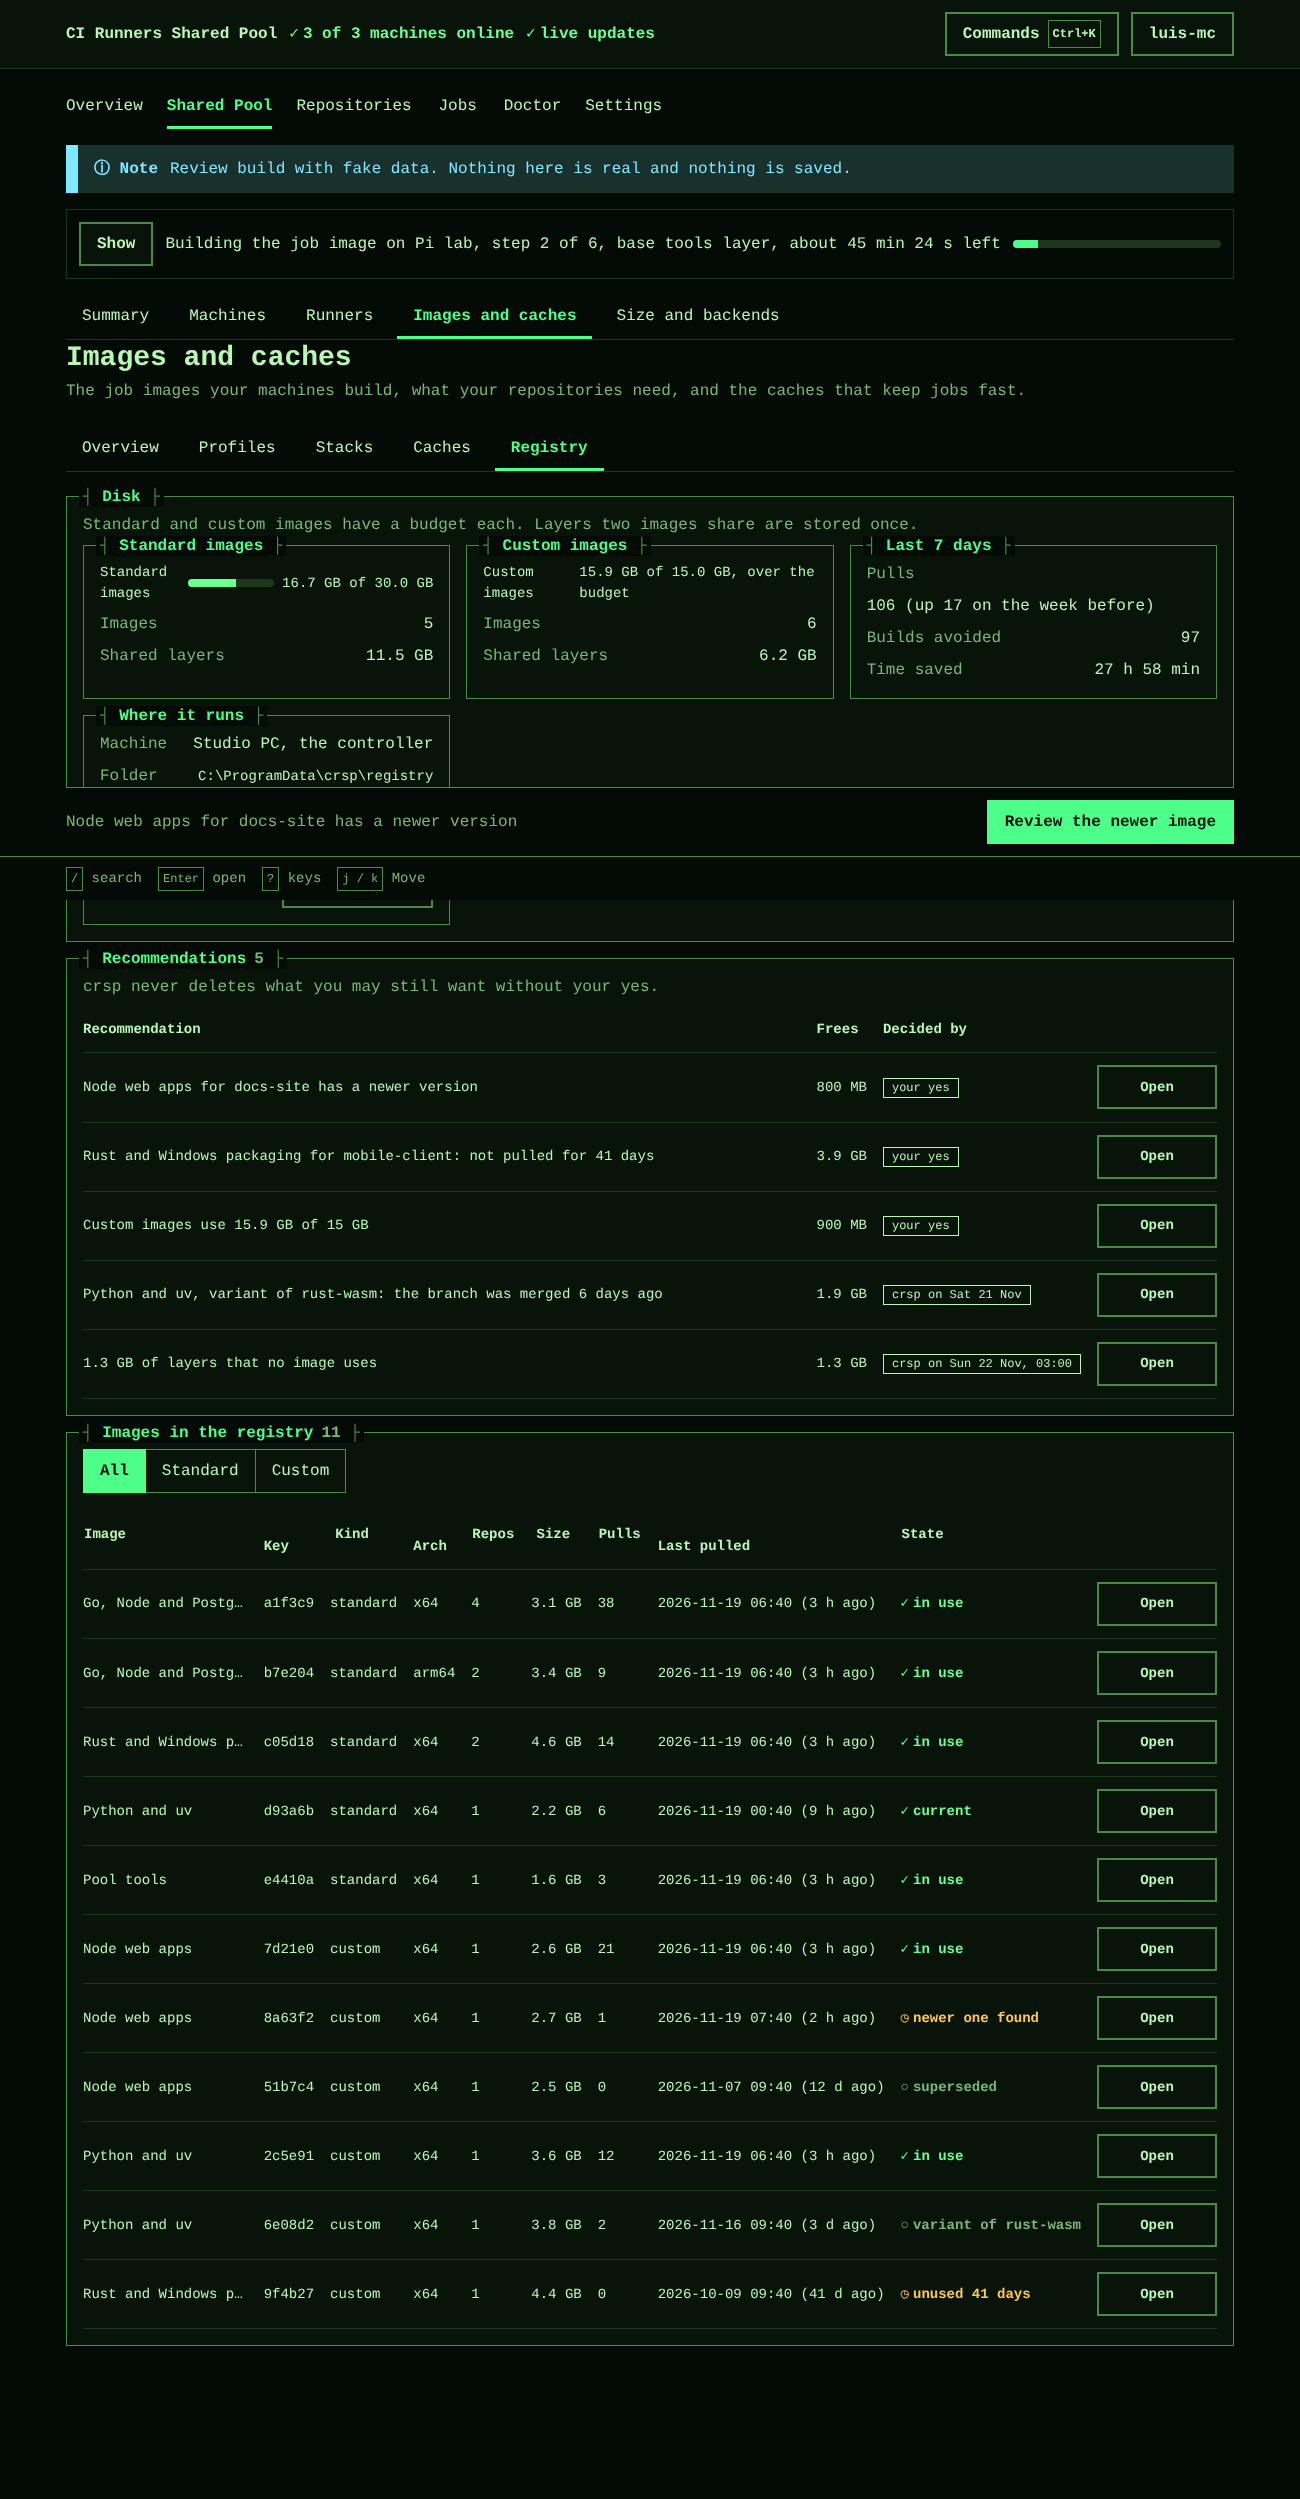 CI Runners Shared Pool ✓ 3 of 3 machines online ✓ live updates Commands Ctrl+K luis-mc
Overview Shared Pool Repositories Jobs Doctor Settings
ⓘ Note Review build with fake data. Nothing here is real and nothing is saved.
Show Building the job image on Pi lab, step 2 of 6, base tools layer, about 45 min 24 s left
Summary Machines Runners Images and caches Size and backends
Images and caches
The job images your machines build, what your repositories need, and the caches that keep jobs fast.
Overview Profiles Stacks Caches Registry
Disk
Standard and custom images have a budget each. Layers two images share are stored once.
Standard images
Standard images 16.7 GB of 30.0 GB
Images 5
Shared layers 11.5 GB
Custom images
Custom images 15.9 GB of 15.0 GB, over the budget
Images 6
Shared layers 6.2 GB
Last 7 days
Pulls
106 (up 17 on the week before)
Builds avoided 97
Time saved 27 h 58 min
Where it runs
Machine Studio PC, the controller
Folder C:\ProgramData\crsp\registry
Node web apps for docs-site has a newer version Review the newer image
/ search Enter open ? keys j / k Move
Recommendations 5
crsp never deletes what you may still want without your yes.
Recommendation Frees Decided by
Node web apps for docs-site has a newer version 800 MB your yes Open
Rust and Windows packaging for mobile-client: not pulled for 41 days 3.9 GB your yes Open
Custom images use 15.9 GB of 15 GB 900 MB your yes Open
Python and uv, variant of rust-wasm: the branch was merged 6 days ago 1.9 GB crsp on Sat 21 Nov Open
1.3 GB of layers that no image uses 1.3 GB crsp on Sun 22 Nov, 03:00 Open
Images in the registry 11
All Standard Custom
Image Key Kind Arch Repos Size Pulls Last pulled State
Go, Node and Postg… a1f3c9 standard x64 4 3.1 GB 38 2026-11-19 06:40 (3 h ago) ✓ in use Open
Go, Node and Postg… b7e204 standard arm64 2 3.4 GB 9 2026-11-19 06:40 (3 h ago) ✓ in use Open
Rust and Windows p… c05d18 standard x64 2 4.6 GB 14 2026-11-19 06:40 (3 h ago) ✓ in use Open
Python and uv d93a6b standard x64 1 2.2 GB 6 2026-11-19 00:40 (9 h ago) ✓ current Open
Pool tools e4410a standard x64 1 1.6 GB 3 2026-11-19 06:40 (3 h ago) ✓ in use Open
Node web apps 7d21e0 custom x64 1 2.6 GB 21 2026-11-19 06:40 (3 h ago) ✓ in use Open
Node web apps 8a63f2 custom x64 1 2.7 GB 1 2026-11-19 07:40 (2 h ago) ◷ newer one found Open
Node web apps 51b7c4 custom x64 1 2.5 GB 0 2026-11-07 09:40 (12 d ago) ○ superseded Open
Python and uv 2c5e91 custom x64 1 3.6 GB 12 2026-11-19 06:40 (3 h ago) ✓ in use Open
Python and uv 6e08d2 custom x64 1 3.8 GB 2 2026-11-16 09:40 (3 d ago) ○ variant of rust-wasm Open
Rust and Windows p… 9f4b27 custom x64 1 4.4 GB 0 2026-10-09 09:40 (41 d ago) ◷ unused 41 days Open